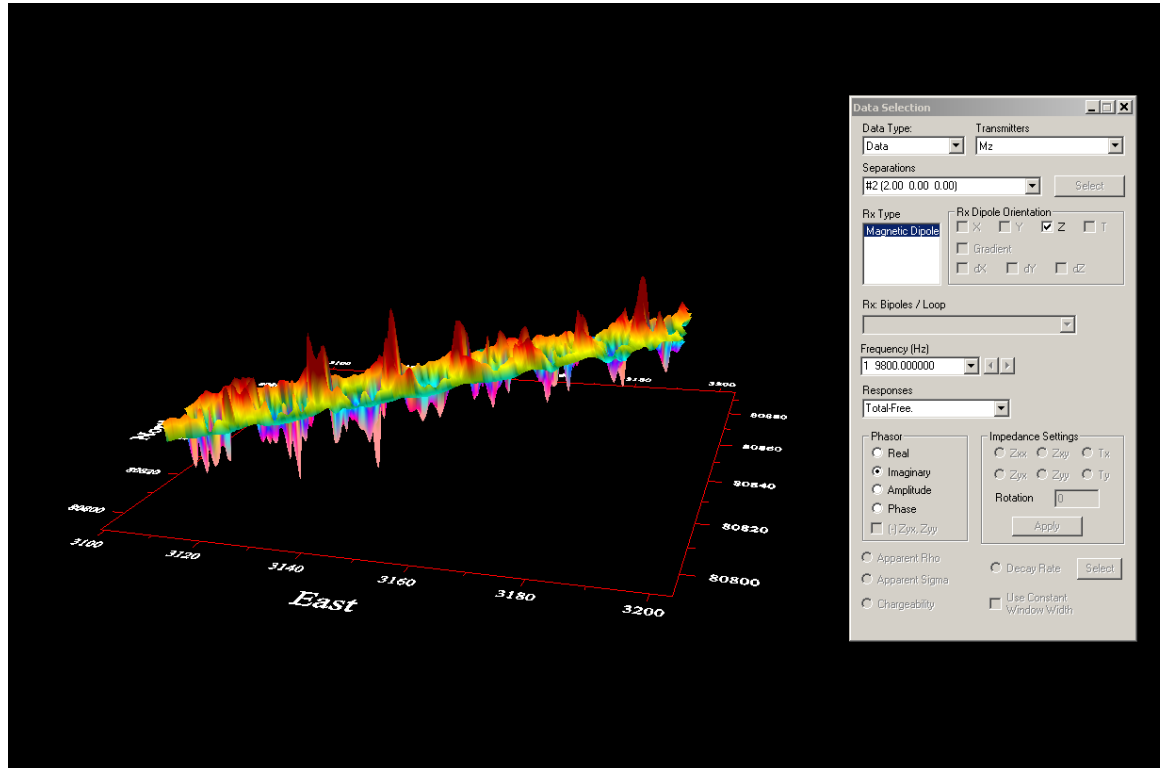 3100
3180
3200
80880
80860
80840
80820
80800
80820
80800
3100
3120
3140
3160
3180
3200
East
Data Selection
Data Type:
Transmitters
Data
Mz
Separations
#2 (2.00 0.00 0.00)
Select
Rx Type
Rx Dipole Orientation
Magnetic Dipole
X Y Z T
Gradient
dX dY dZ
Rx: Bipoles / Loop
Frequency (Hz)
1 9800.000000
Responses
Total-Free.
Phasor
Real
Imaginary
Amplitude
Phase
(-) Zyx, Zyy
Impedance Settings
Zxx Zxy Tx
Zyx Zyy Ty
Rotation 0
Apply
Apparent Rho
Apparent Sigma
Chargeability
Decay Rate
Select
Use Constant
Window Width